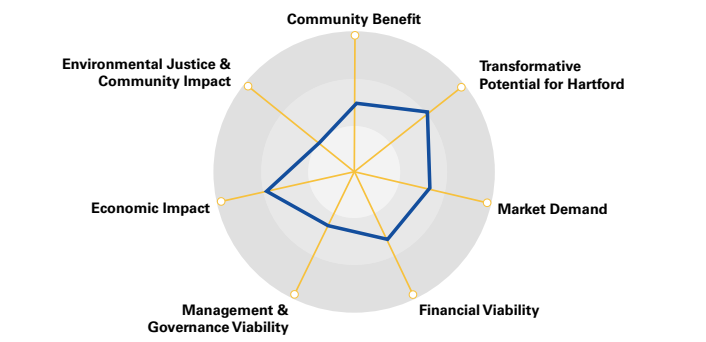 Community Benefit
Transformative
Potential for Hartford
Market Demand
Financial Viability
Management &
Governance Viability
Economic Impact
Environmental Justice &
Community Impact